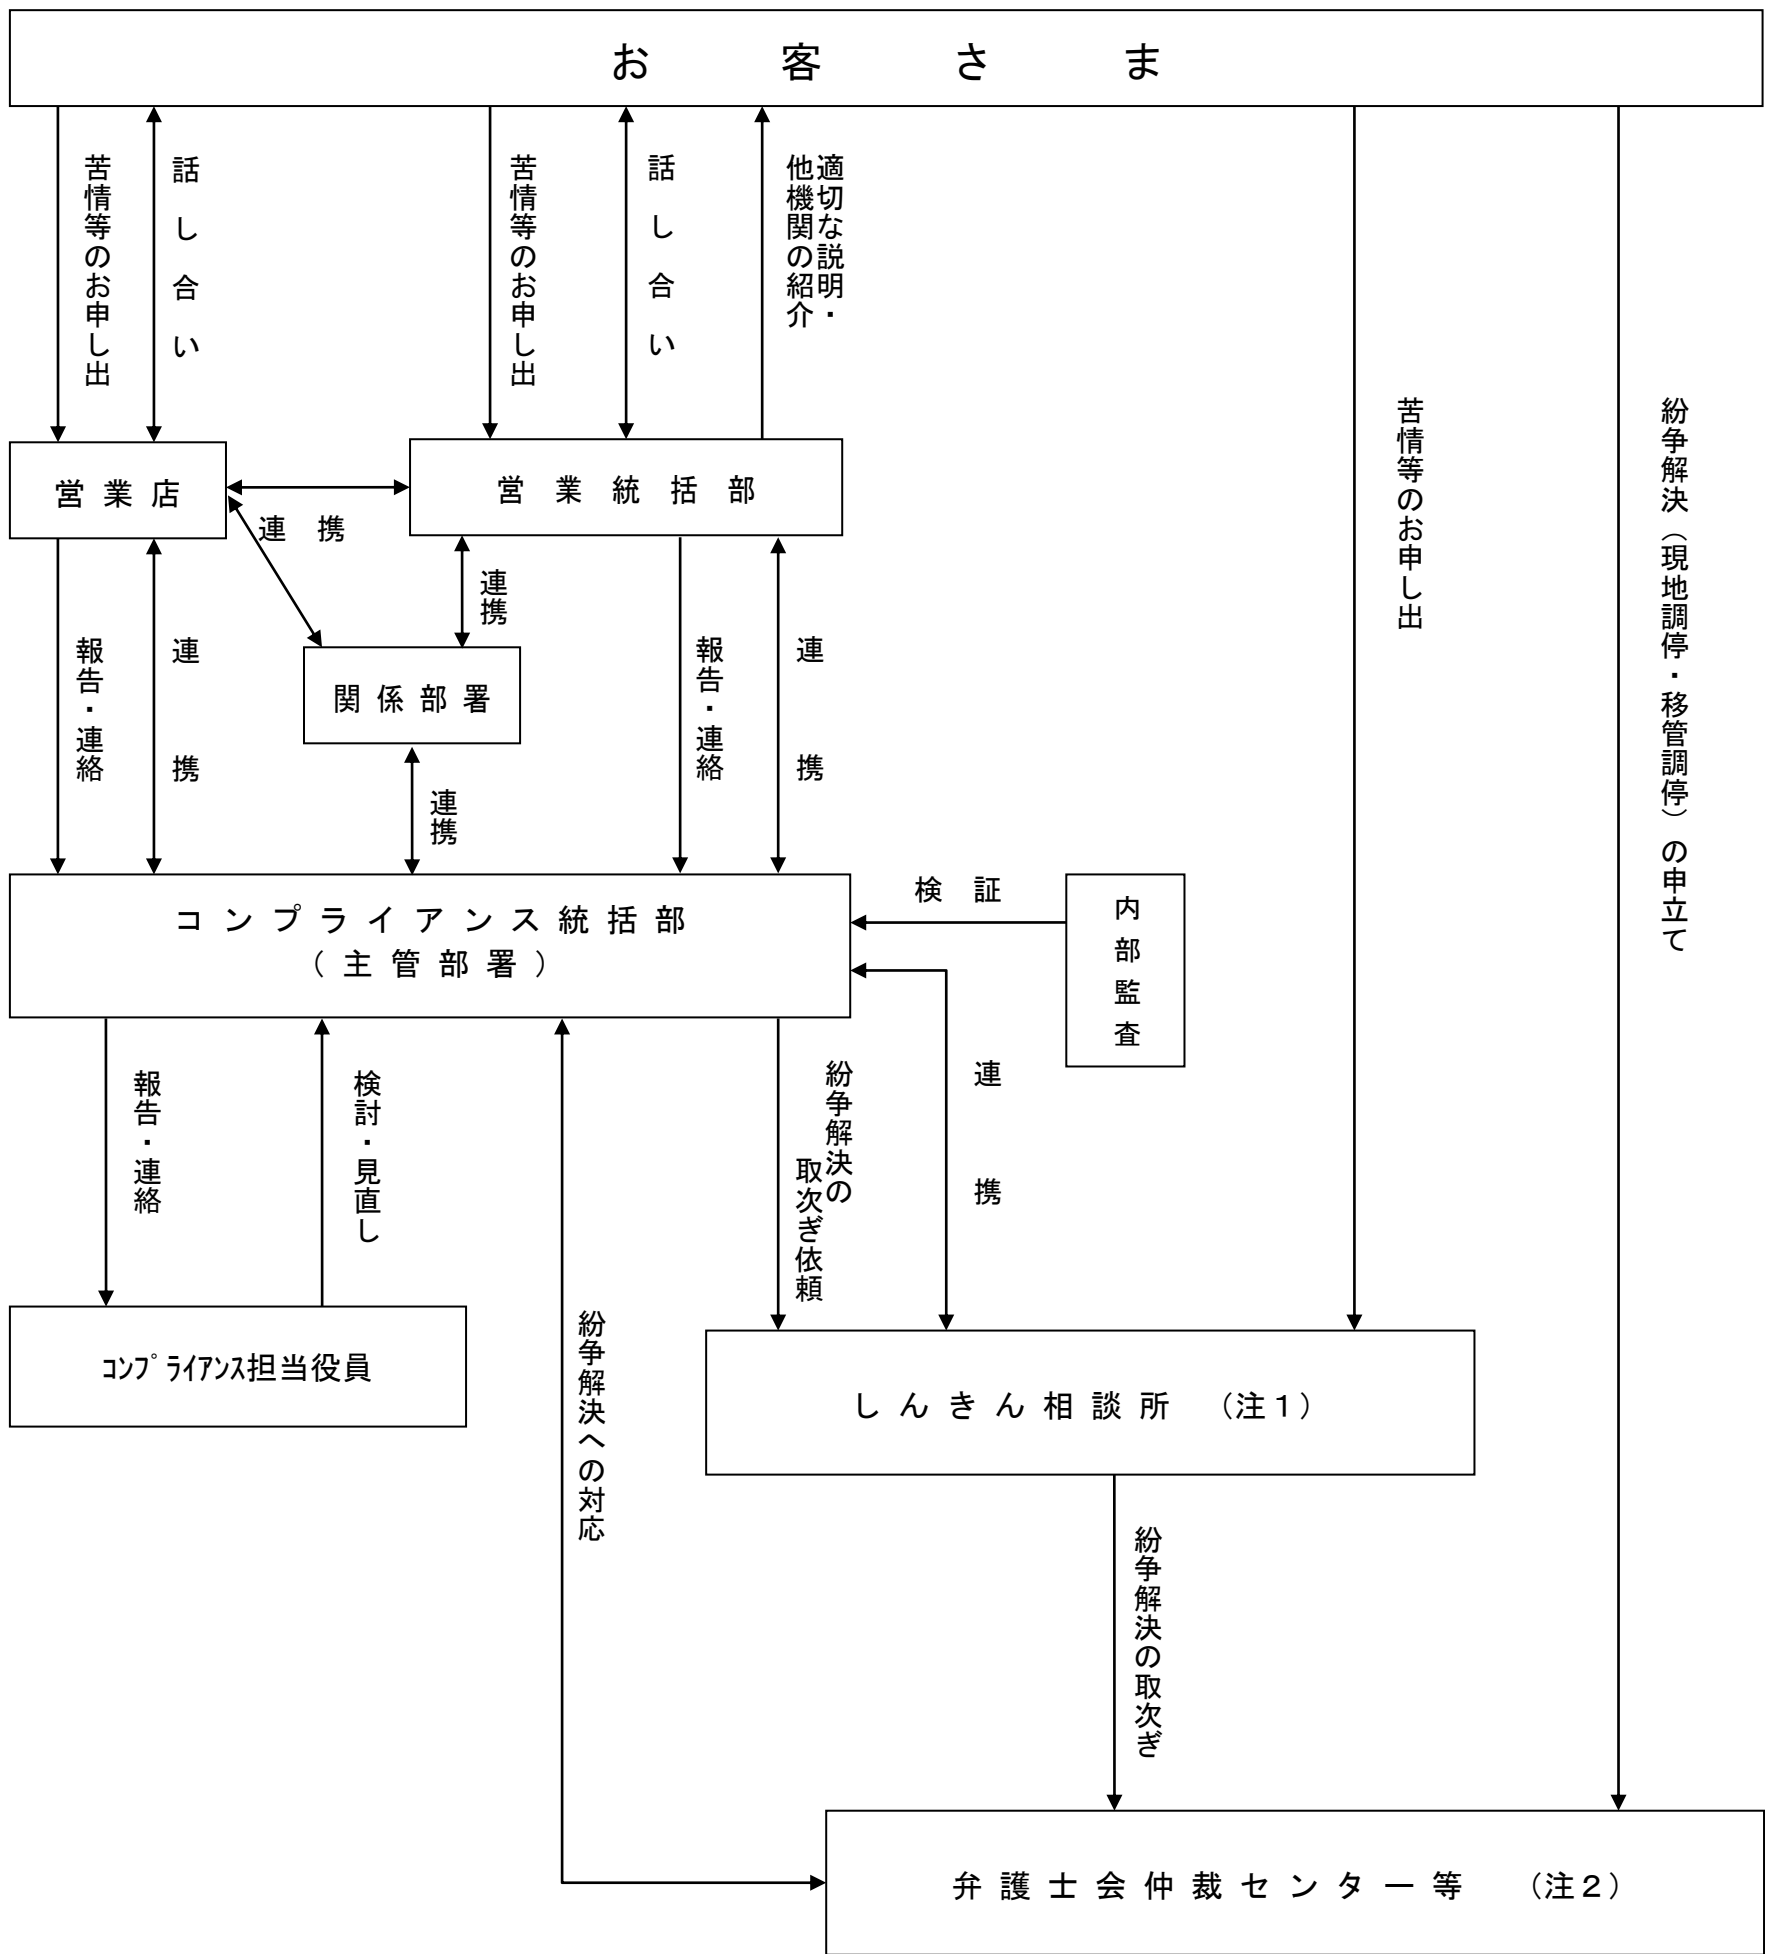 お客さま
苦情等のお申し出
話し合い
苦情等のお申し出
話し合い
適切な説明・
他機関の紹介
苦情等のお申し出
紛争解決(現地調停・移管調停)の申立て
営業店
連携
営業統括部
連携
関係部署
報告・連絡
連携
連携
報告・連絡
連携
コンプライアンス統括部
(主管部署)
検証
内部監査
報告・連絡
検討・見直し
紛争解決への対応
紛争解決の
取次ぎ依頼
連携
コンプライアンス担当役員
しんきん相談所 (注1)
紛争解決の取次ぎ
弁護士会仲裁センター等 (注2)